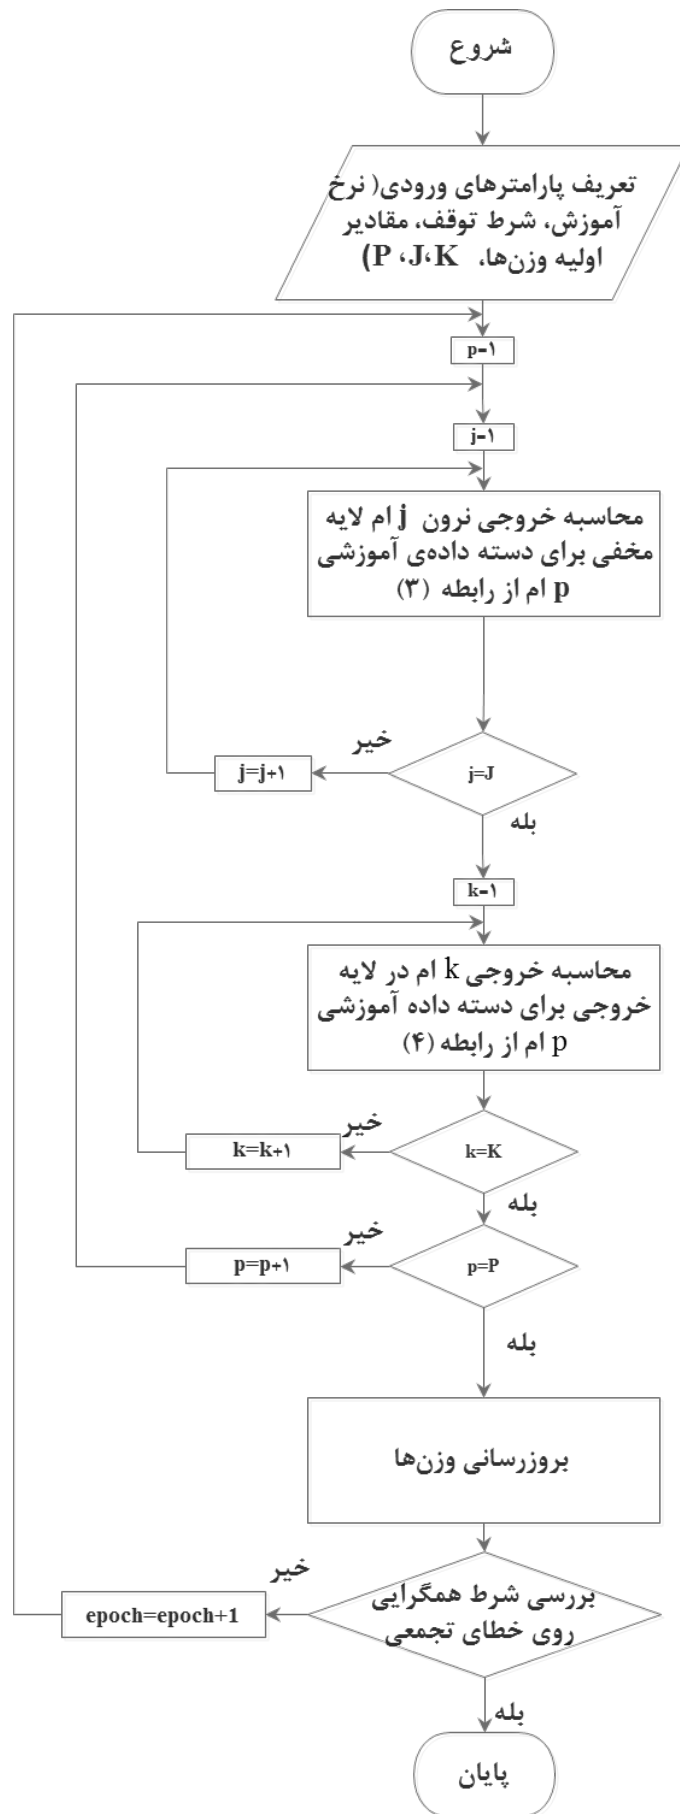 شروع
تعریف پارامترهای ورودی( نرخ
آموزش، شرط توقف، مقادیر
اولیه وزن‌ها، P ،J،K)
p=۱
j=۱
محاسبه خروجی نرون j ام لایه
مخفی برای دسته داده‌ی آموزشی
p ام از رابطه (۳)
خیر
j=J
j=j+۱
بله
k=۱
محاسبه خروجی k ام در لایه
خروجی برای دسته داده آموزشی
p ام از رابطه (۴)
خیر
k=K
k=k+۱
بله
خیر
p=P
p=p+۱
بله
بروزرسانی وزن‌ها
خیر
بررسی شرط همگرایی
روی خطای تجمعی
epoch=epoch+1
بله
پایان